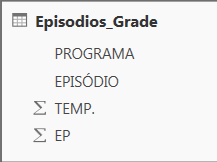 Episodios_Grade
PROGRAMA
EPISÓDIO
∑ TEMP.
∑ EP